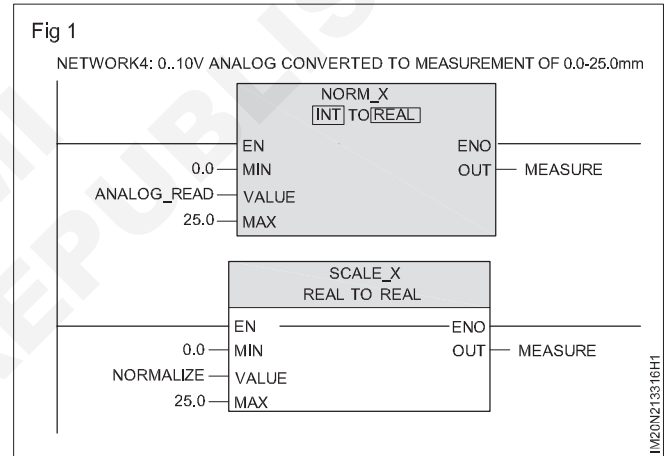 Fig 1
NETWORK4: 0..10V ANALOG CONVERTED TO MEASUREMENT OF 0.0-25.0mm
NORM_X
INT TO REAL
EN ENO
0.0 MIN OUT MEASURE
ANALOG_READ VALUE
25.0 MAX
SCALE_X
REAL TO REAL
EN ENO
0.0 MIN OUT MEASURE
NORMALIZE VALUE
25.0 MAX
IM20N213316H1